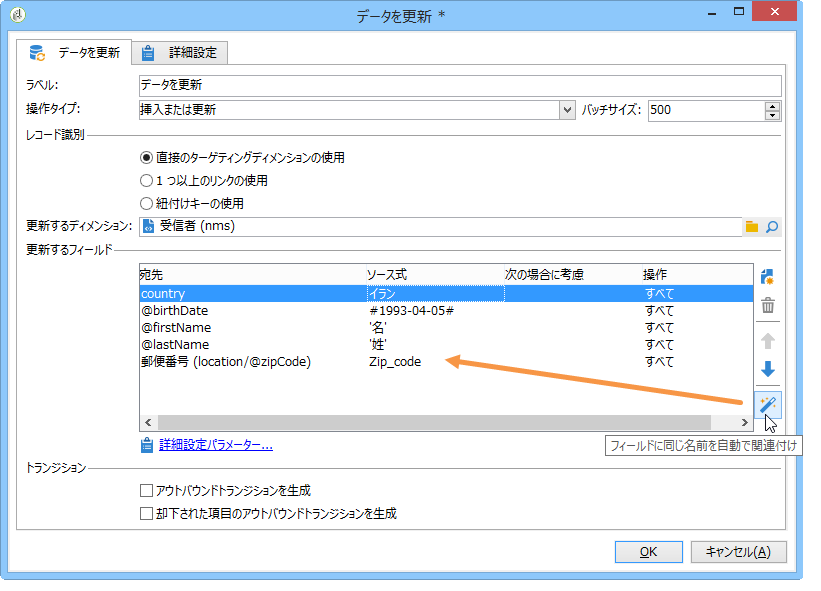 データを更新 *
データを更新 詳細設定
ラベル: データを更新
操作タイプ: 挿入または更新 バッチサイズ: 500
レコード識別
直接のターゲティングディメンションの使用
1 つ以上のリンクの使用
紐付けキーの使用
更新するディメンション: 受信者 (nms)
更新するフィールド
宛先 ソース式 次の場合に考慮 操作
country イラン すべて
@birthDate #1993-04-05# すべて
@firstName '名' すべて
@lastName '姓' すべて
郵便番号 (location/@zipCode) Zip_code すべて
詳細設定パラメーター...
フィールドに同じ名前を自動で関連付け
トランジション
アウトバウンドトランジションを生成
却下された項目のアウトバウンドトランジションを生成
OK キャンセル(A)